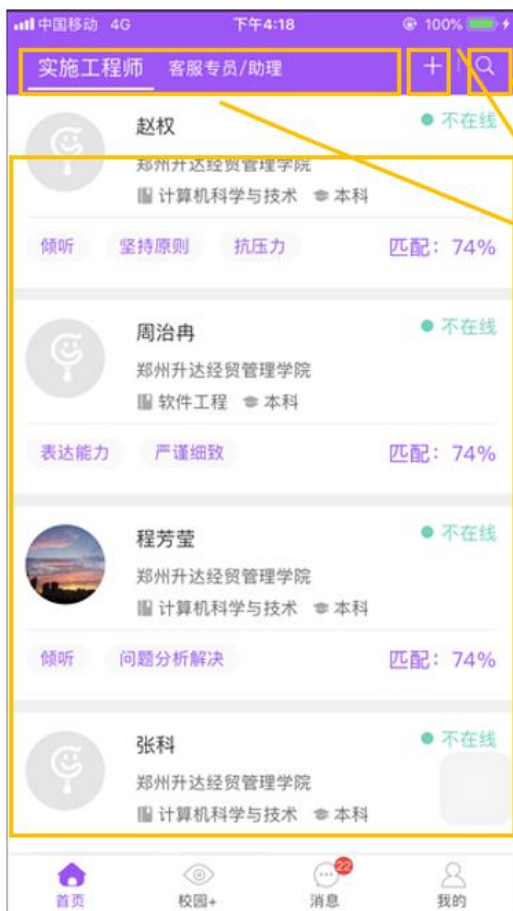 中国移动 4G 下午4:18 100%
实施工程师 客服专员/助理
赵权 不在线
郑州升达经贸管理学院
计算机科学与技术 本科
倾听 坚持原则 抗压力 匹配：74%
周治冉 不在线
郑州升达经贸管理学院
软件工程 本科
表达能力 严谨细致 匹配：74%
程芳莹 不在线
郑州升达经贸管理学院
计算机科学与技术 本科
倾听 问题分析解决 匹配：74%
张科 不在线
郑州升达经贸管理学院
计算机科学与技术 本科
22
首页 校园+ 消息 我的